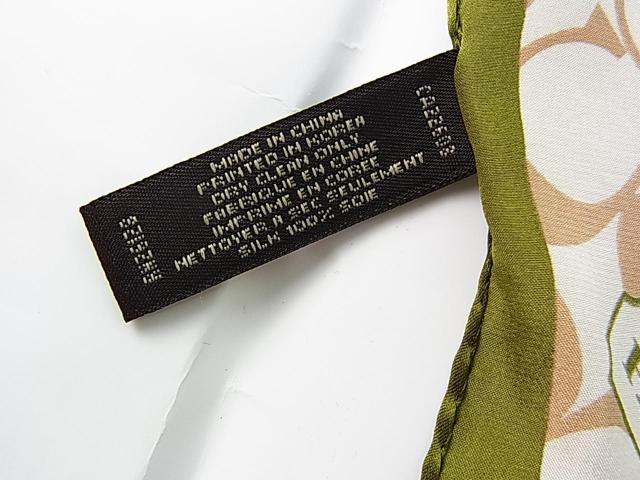 MADE IN CHINA
PRINTED IN KOREA
DRY CLEAN ONLY
FABRIQUE EN CHINE
IMPRIME EN COREE
NETTOYER A SEC SEULEMENT
SILK 100% SOIE